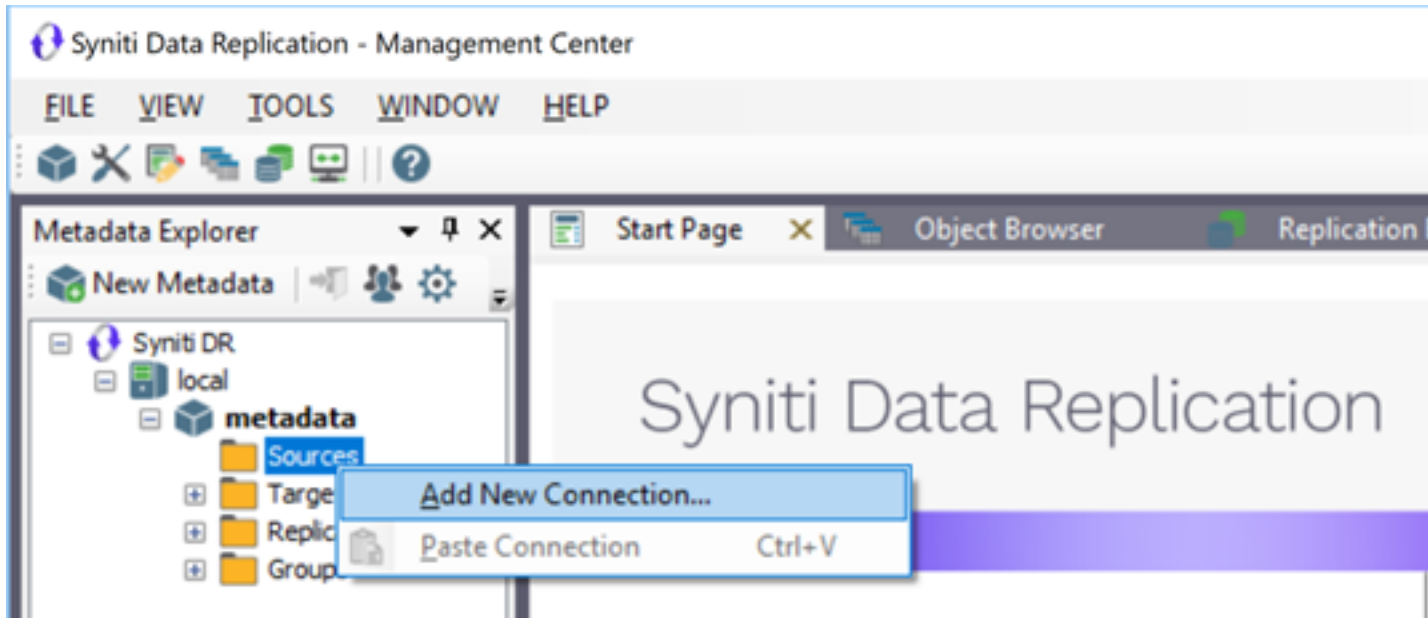 Syniti Data Replication - Management Center
FILE VIEW TOOLS WINDOW HELP
Metadata Explorer
Start Page
Object Browser
Replication
New Metadata
Syniti DR
local
metadata
Sources
Add New Connection...
Paste Connection Ctrl+V
Syniti Data Replication